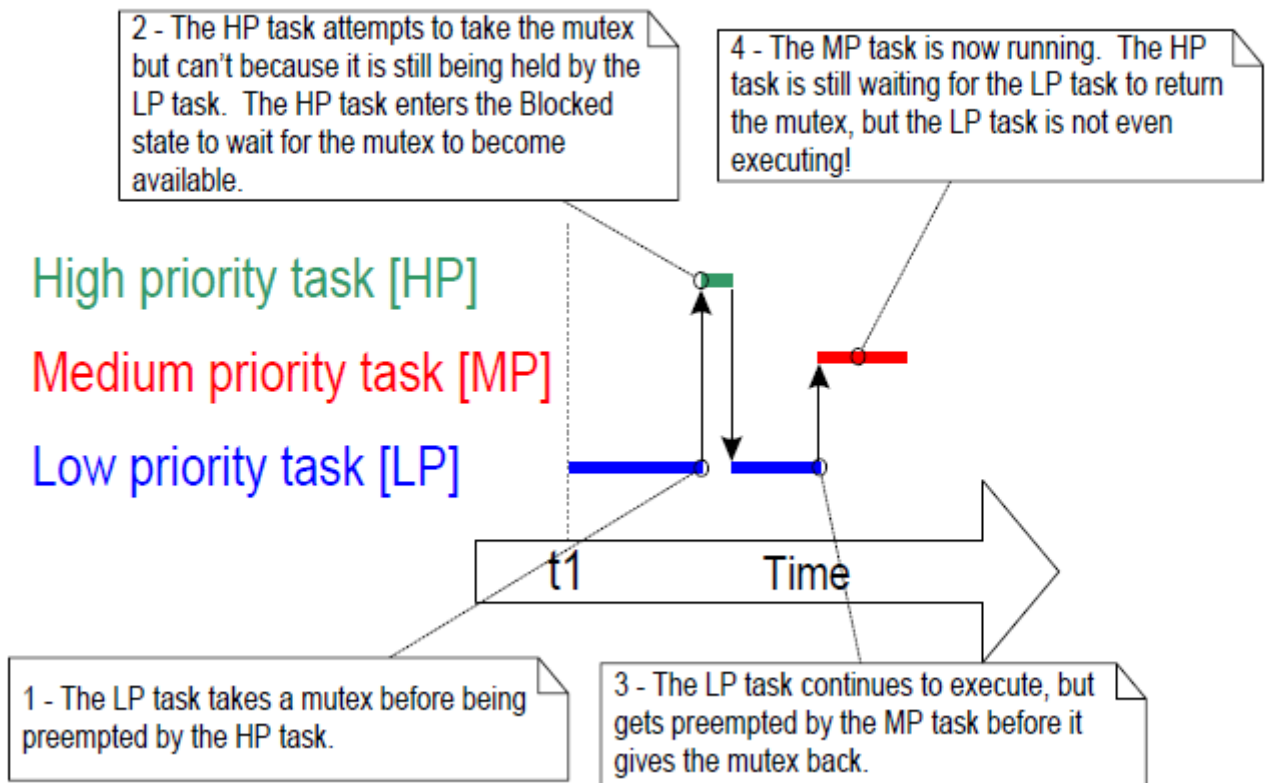 2 - The HP task attempts to take the mutex
but can't because it is still being held by the
LP task.  The HP task enters the Blocked
state to wait for the mutex to become
available.
4 - The MP task is now running.  The HP
task is still waiting for the LP task to return
the mutex, but the LP task is not even
executing!
High priority task [HP]
Medium priority task [MP]
Low priority task [LP]
t1
Time
1 - The LP task takes a mutex before being
preempted by the HP task.
3 - The LP task continues to execute, but
gets preempted by the MP task before it
gives the mutex back.